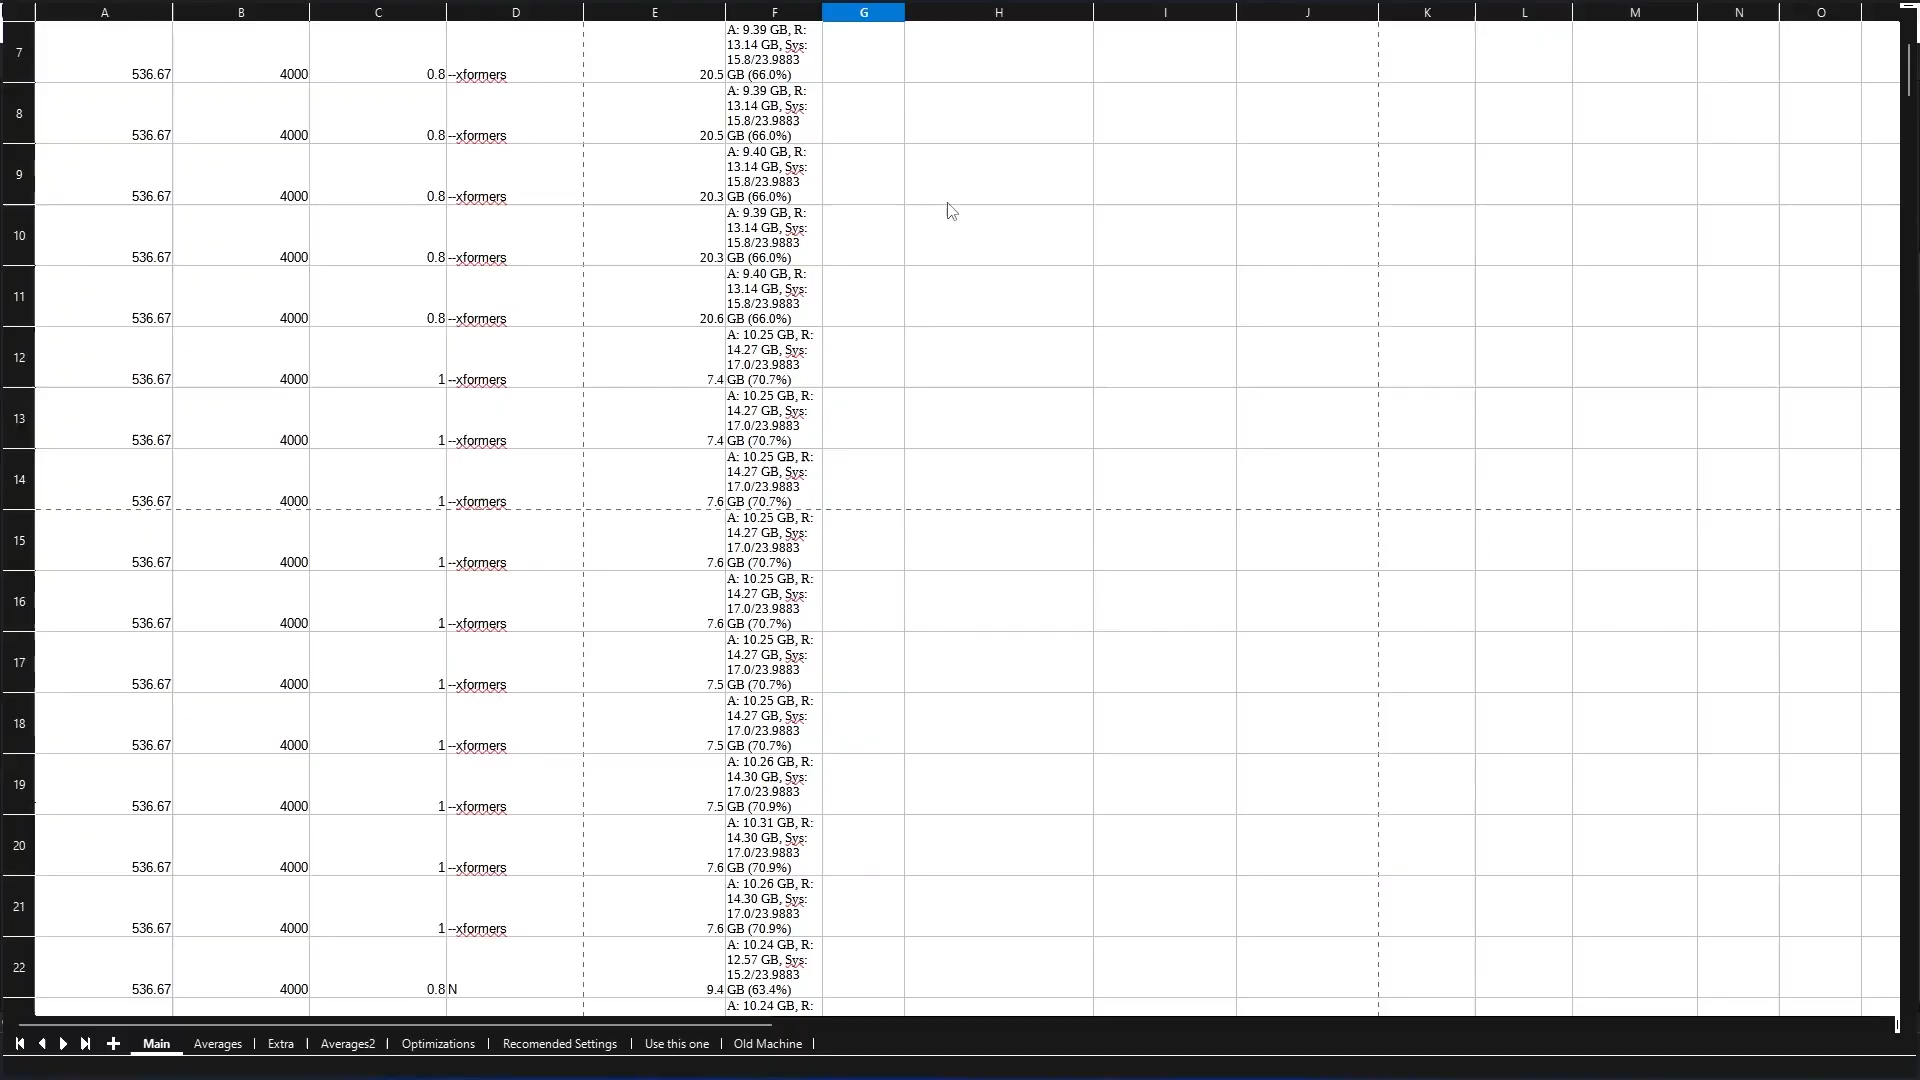 A B C D E F G H I J K L M N O
7 536.67 4000 0.8 --xformers 20.5 A: 9.39 GB, R:
13.14 GB, Sys:
15.8/23.9883
GB (66.0%)
8 536.67 4000 0.8 --xformers 20.5 A: 9.39 GB, R:
13.14 GB, Sys:
15.8/23.9883
GB (66.0%)
9 536.67 4000 0.8 --xformers 20.3 A: 9.40 GB, R:
13.14 GB, Sys:
15.8/23.9883
GB (66.0%)
10 536.67 4000 0.8 --xformers 20.3 A: 9.39 GB, R:
13.14 GB, Sys:
15.8/23.9883
GB (66.0%)
11 536.67 4000 0.8 --xformers 20.6 A: 9.40 GB, R:
13.14 GB, Sys:
15.8/23.9883
GB (66.0%)
12 536.67 4000 1 --xformers 7.4 A: 10.25 GB, R:
14.27 GB, Sys:
17.0/23.9883
GB (70.7%)
13 536.67 4000 1 --xformers 7.4 A: 10.25 GB, R:
14.27 GB, Sys:
17.0/23.9883
GB (70.7%)
14 536.67 4000 1 --xformers 7.6 A: 10.25 GB, R:
14.27 GB, Sys:
17.0/23.9883
GB (70.7%)
15 536.67 4000 1 --xformers 7.6 A: 10.25 GB, R:
14.27 GB, Sys:
17.0/23.9883
GB (70.7%)
16 536.67 4000 1 --xformers 7.6 A: 10.25 GB, R:
14.27 GB, Sys:
17.0/23.9883
GB (70.7%)
17 536.67 4000 1 --xformers 7.5 A: 10.25 GB, R:
14.27 GB, Sys:
17.0/23.9883
GB (70.7%)
18 536.67 4000 1 --xformers 7.5 A: 10.25 GB, R:
14.27 GB, Sys:
17.0/23.9883
GB (70.7%)
19 536.67 4000 1 --xformers 7.5 A: 10.26 GB, R:
14.30 GB, Sys:
17.0/23.9883
GB (70.9%)
20 536.67 4000 1 --xformers 7.6 A: 10.31 GB, R:
14.30 GB, Sys:
17.0/23.9883
GB (70.9%)
21 536.67 4000 1 --xformers 7.6 A: 10.26 GB, R:
14.30 GB, Sys:
17.0/23.9883
GB (70.9%)
22 536.67 4000 0.8 N 9.4 A: 10.24 GB, R:
12.57 GB, Sys:
15.2/23.9883
GB (63.4%)
A: 10.24 GB, R:
Main Averages Extra Averages2 Optimizations Recomended Settings Use this one Old Machine